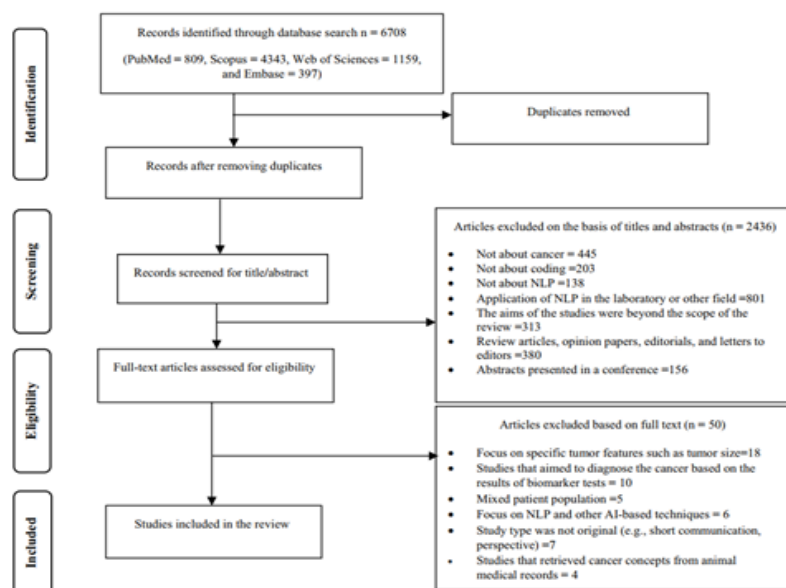 Identification
Records identified through database search n = 6708
(PubMed = 809, Scopus = 4343, Web of Sciences = 1159,
and Embase = 397)
Duplicates removed
Records after removing duplicates
Screening
Records screened for title/abstract
Articles excluded on the basis of titles and abstracts (n = 2436)
• Not about cancer = 445
• Not about coding =203
• Not about NLP =138
• Application of NLP in the laboratory or other field =801
• The aims of the studies were beyond the scope of the
review =313
• Review articles, opinion papers, editorials, and letters to
editors =380
• Abstracts presented in a conference =156
Eligibility
Full-text articles assessed for eligibility
Articles excluded based on full text (n = 50)
• Focus on specific tumor features such as tumor size=18
• Studies that aimed to diagnose the cancer based on the
results of biomarker tests = 10
• Mixed patient population =5
• Focus on NLP and other AI-based techniques = 6
• Study type was not original (e.g., short communication,
perspective) =7
• Studies that retrieved cancer concepts from animal
medical records = 4
Included
Studies included in the review